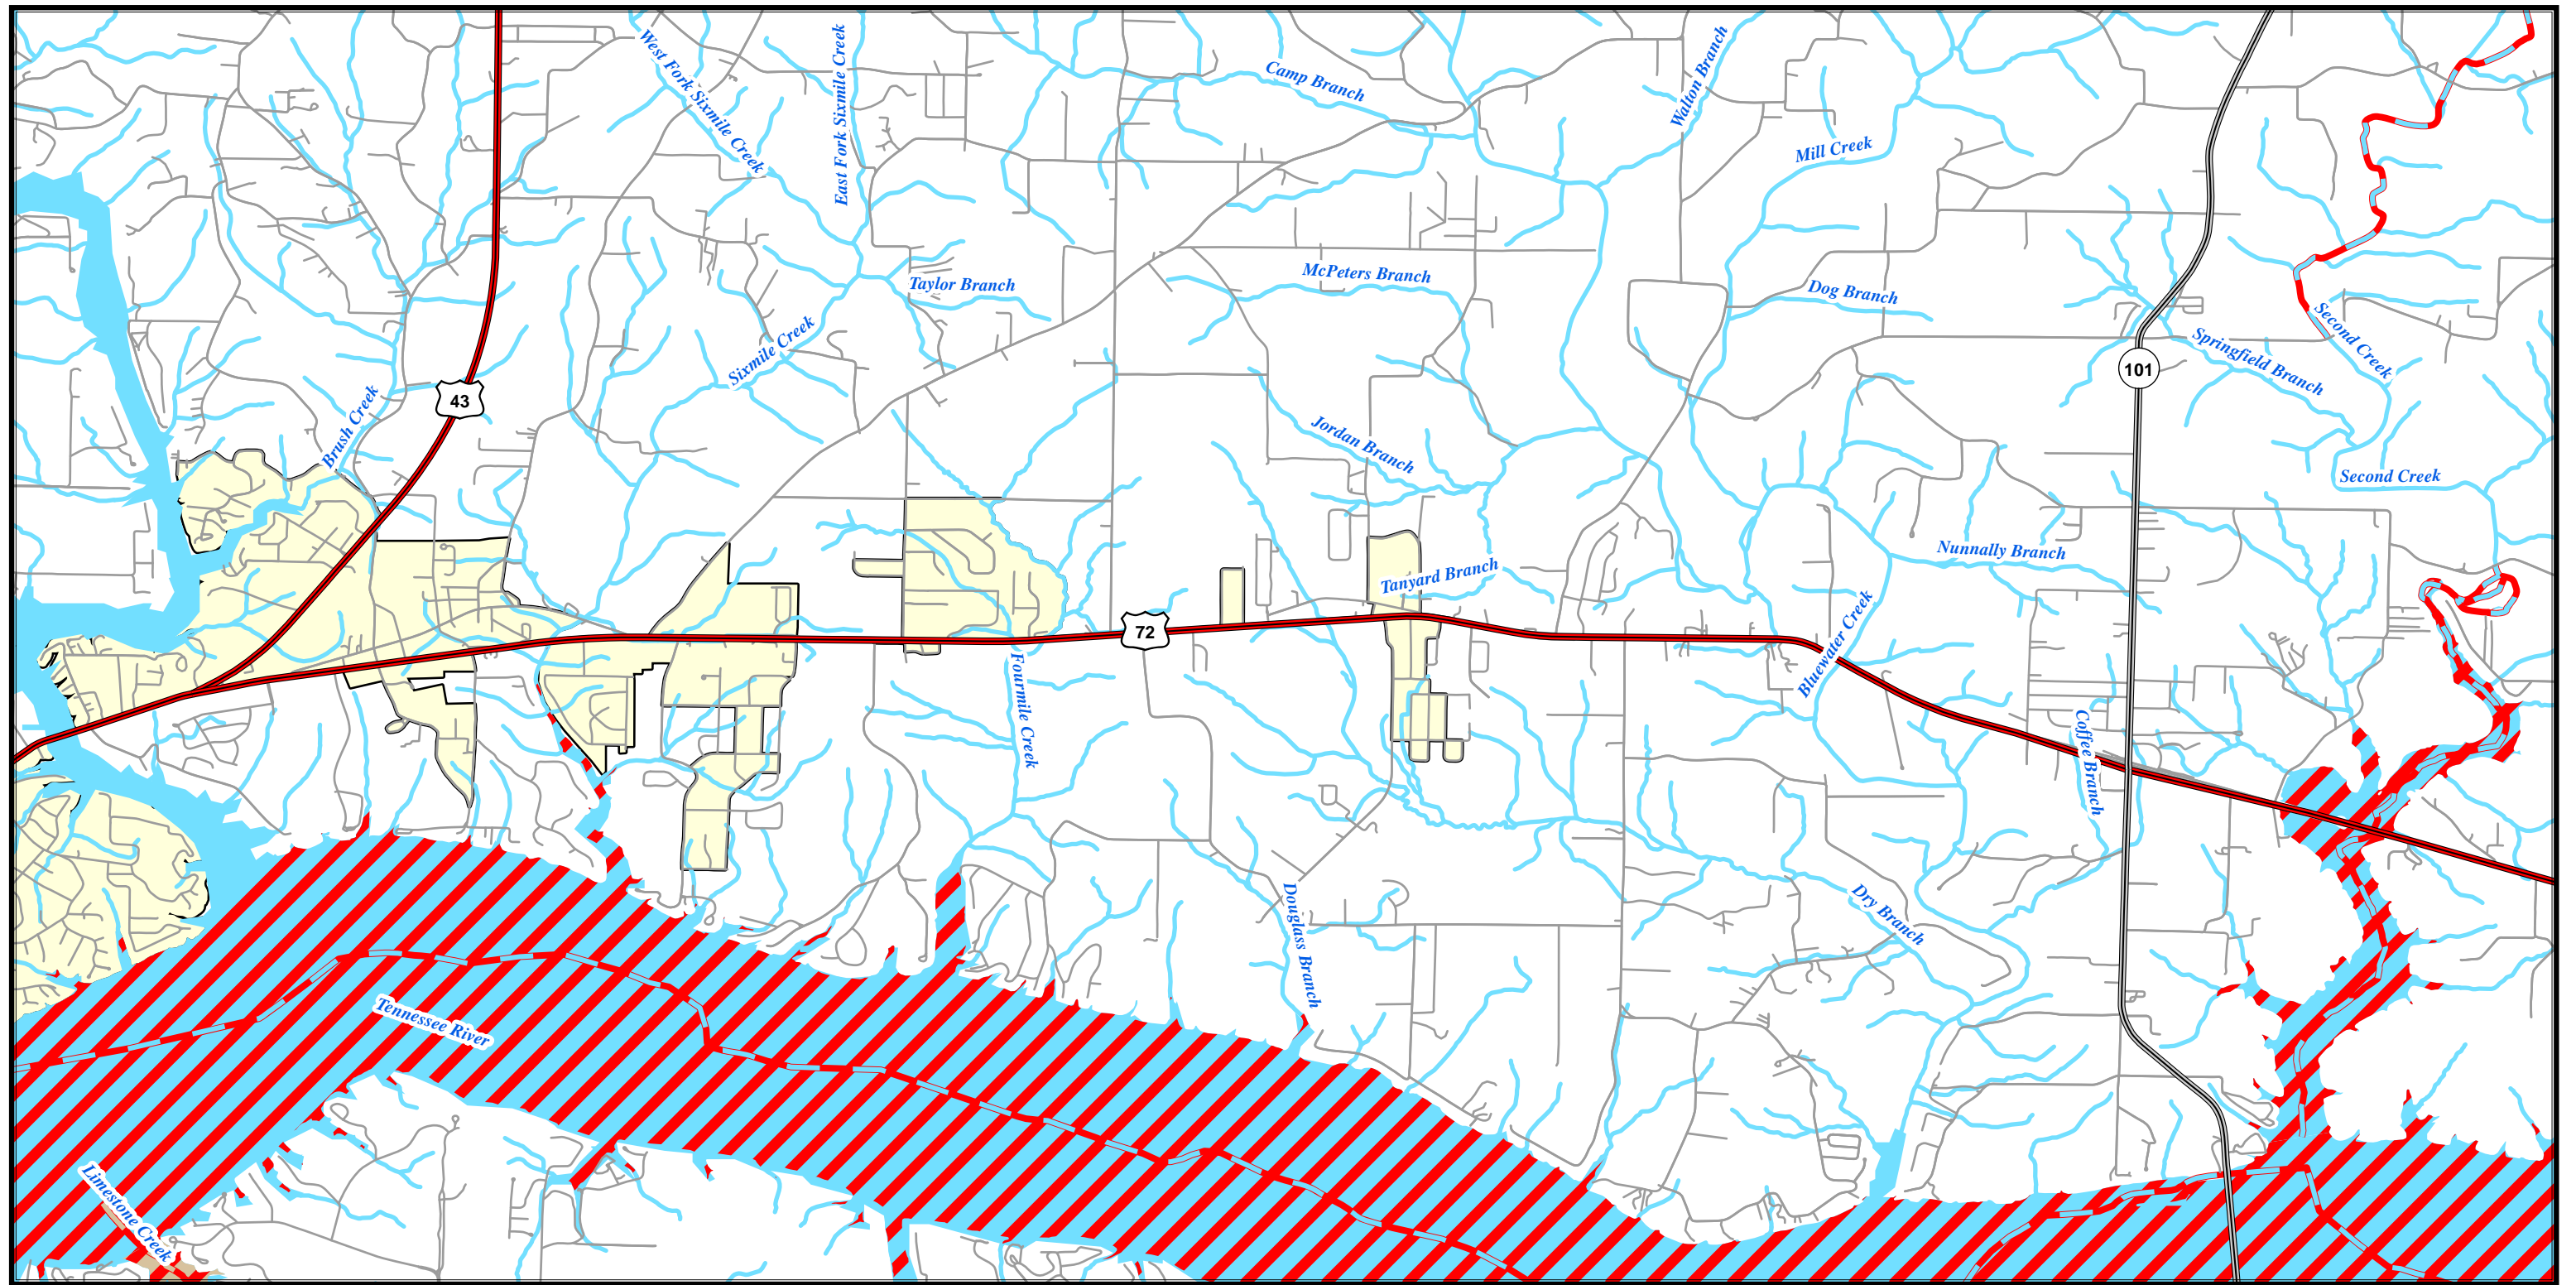 West Fork Sixmile Creek
East Fork Sixmile Creek
Camp Branch
Walton Branch
Mill Creek
Taylor Branch
McPeters Branch
Dog Branch
Sixmile Creek
Second Creek
Springfield Branch
101
43
Brush Creek
Jordan Branch
Second Creek
Nunnally Branch
Tanyard Branch
72
Bluewater Creek
Fourmile Creek
Coffee Branch
Dry Branch
Douglass Branch
Tennessee River
Limestone Creek